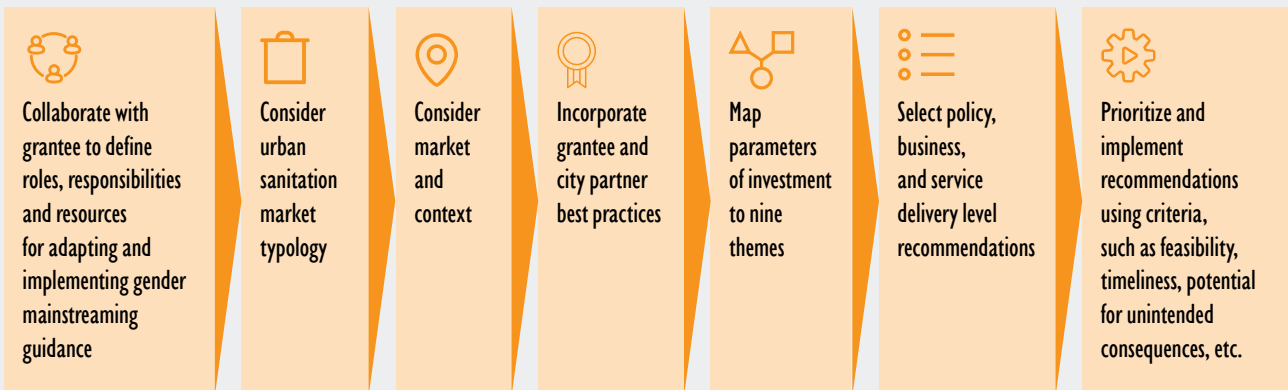 Collaborate with
grantee to define
roles, responsibilities
and resources
for adapting and
implementing gender
mainstreaming
guidance
Consider
urban
sanitation
market
typology
Consider
market
and
context
Incorporate
grantee and
city partner
best practices
Map
parameters
of investment
to nine
themes
Select policy,
business,
and service
delivery level
recommendations
Prioritize and
implement
recommendations
using criteria,
such as feasibility,
timeliness, potential
for unintended
consequences, etc.